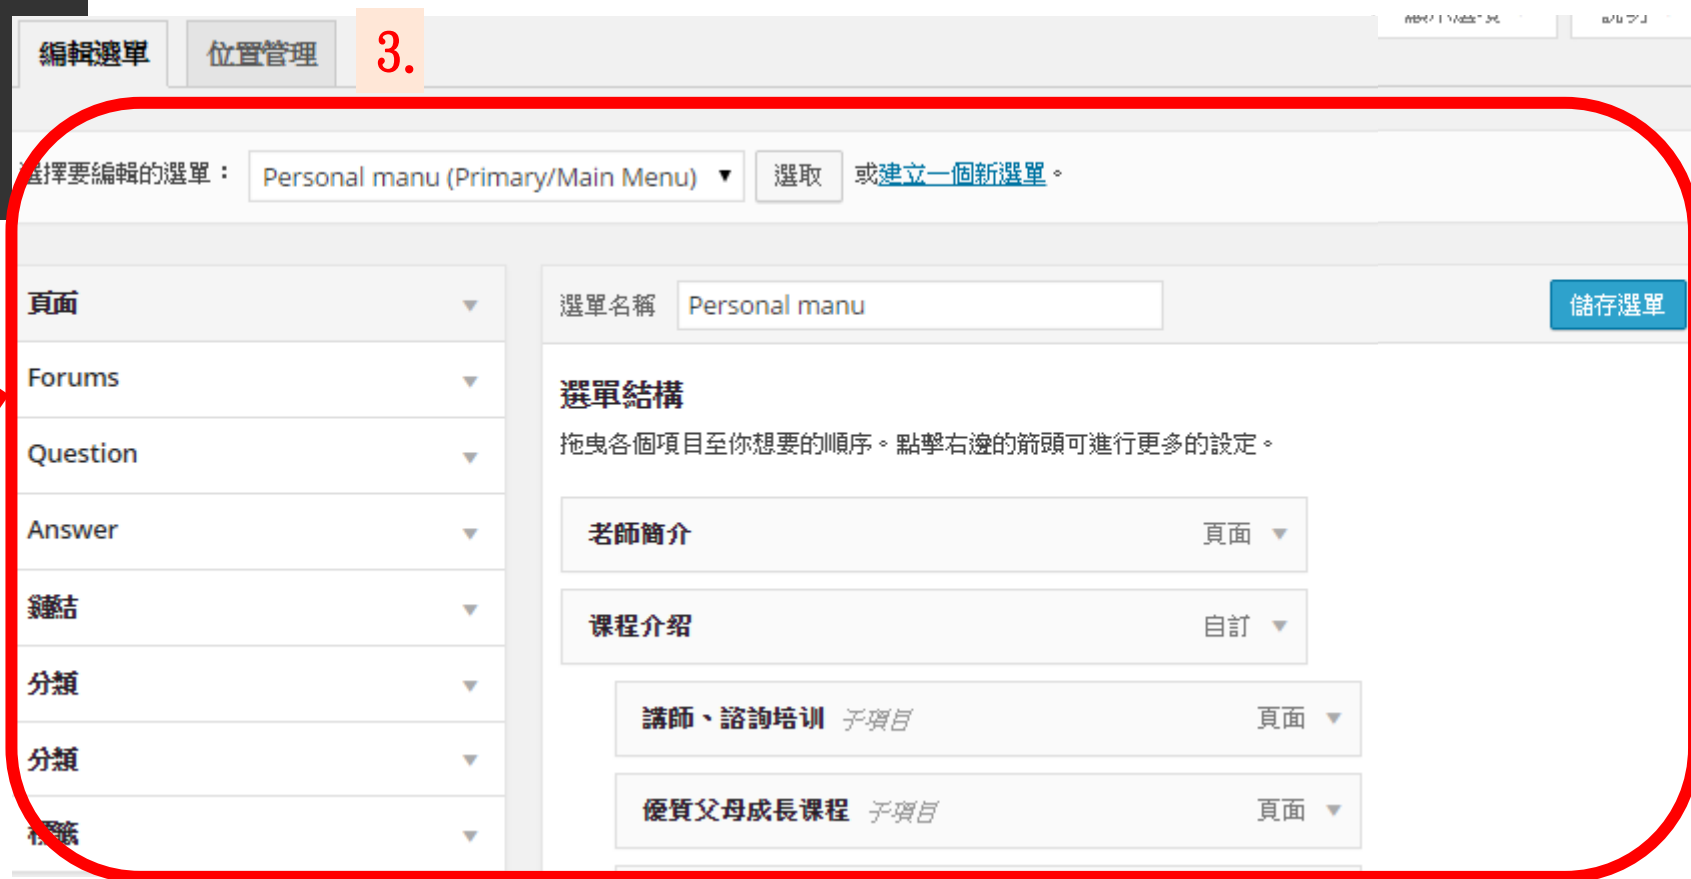 編輯選單 位置管理 3.
選擇要編輯的選單： Personal manu (Primary/Main Menu) 選取 或建立一個新選單。
頁面
Forums
Question
Answer
鏈結
分類
分類
標籤
選單名稱 Personal manu 儲存選單
選單結構
拖曳各個項目至你想要的順序。點擊右邊的箭頭可進行更多的設定。
老師簡介 頁面
课程介绍 自訂
講師、諮詢培训 子項目 頁面
優質父母成長课程 子項目 頁面